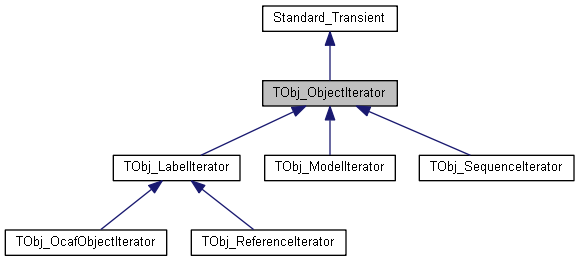 Standard_Transient
TObj_ObjectIterator
TObj_LabelIterator
TObj_ModelIterator
TObj_SequenceIterator
TObj_OcafObjectIterator
TObj_ReferenceIterator